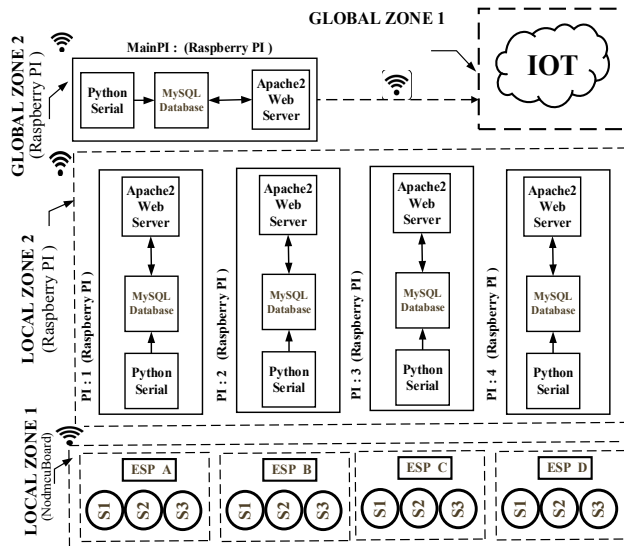 GLOBAL ZONE 1
GLOBAL ZONE 2
(Raspberry PI )
MainPI : (Raspberry PI)
Python
Serial
MySQL
Database
Apache2
Web
Server
IOT
LOCAL ZONE 2
(Raspberry PI )
PI : 1 (Raspberry PI)
Apache2
Web
Server
MySQL
Database
Python
Serial
PI : 2 (Raspberry PI)
Apache2
Web
Server
MySQL
Database
Python
Serial
PI : 3 (Raspberry PI)
Apache2
Web
Server
MySQL
Database
Python
Serial
PI : 4 (Raspberry PI)
Apache2
Web
Server
MySQL
Database
Python
Serial
LOCAL ZONE 1
(NodmcuBoard)
ESP A
S1 S2 S3
ESP B
S1 S2 S3
ESP C
S1 S2 S3
ESP D
S1 S2 S3